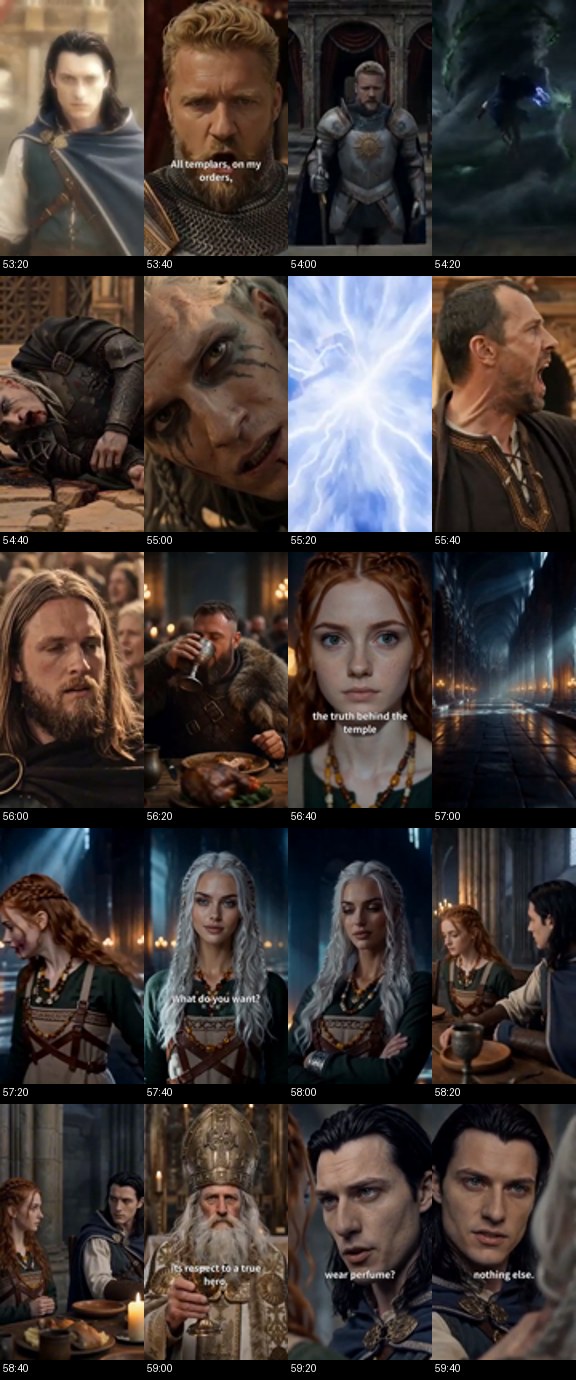 All templars, on my
orders,
53:20
53:40
54:00
54:20
54:40
55:00
55:20
55:40
the truth behind the
temple
56:00
56:20
56:40
57:00
What do you want?
57:20
57:40
58:00
58:20
Its respect to a true
hero.
wear perfume?
nothing else.
58:40
59:00
59:20
59:40